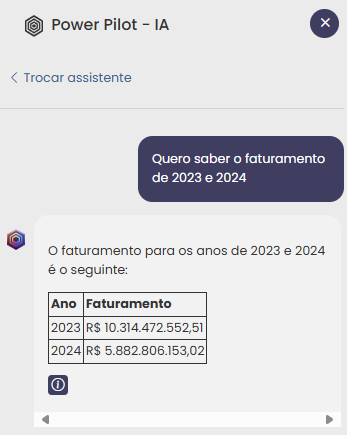 Power Pilot - IA
Trocar assistente
Quero saber o faturamento
de 2023 e 2024
O faturamento para os anos de 2023 e 2024
é o seguinte:
Ano Faturamento
2023 R$ 10.314.472.552,51
2024 R$ 5.882.806.153,02